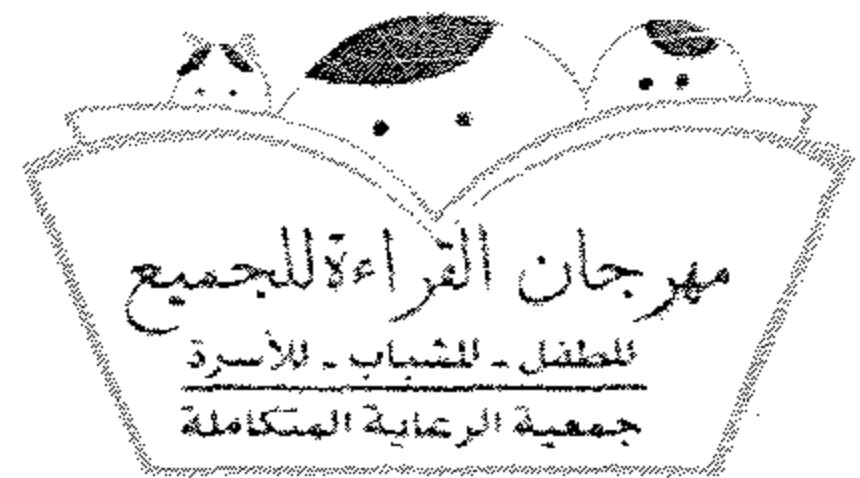 مهرجان القراءة للجميع
للطفل - للشباب - للأسرة
جمعية الرعاية المتكاملة